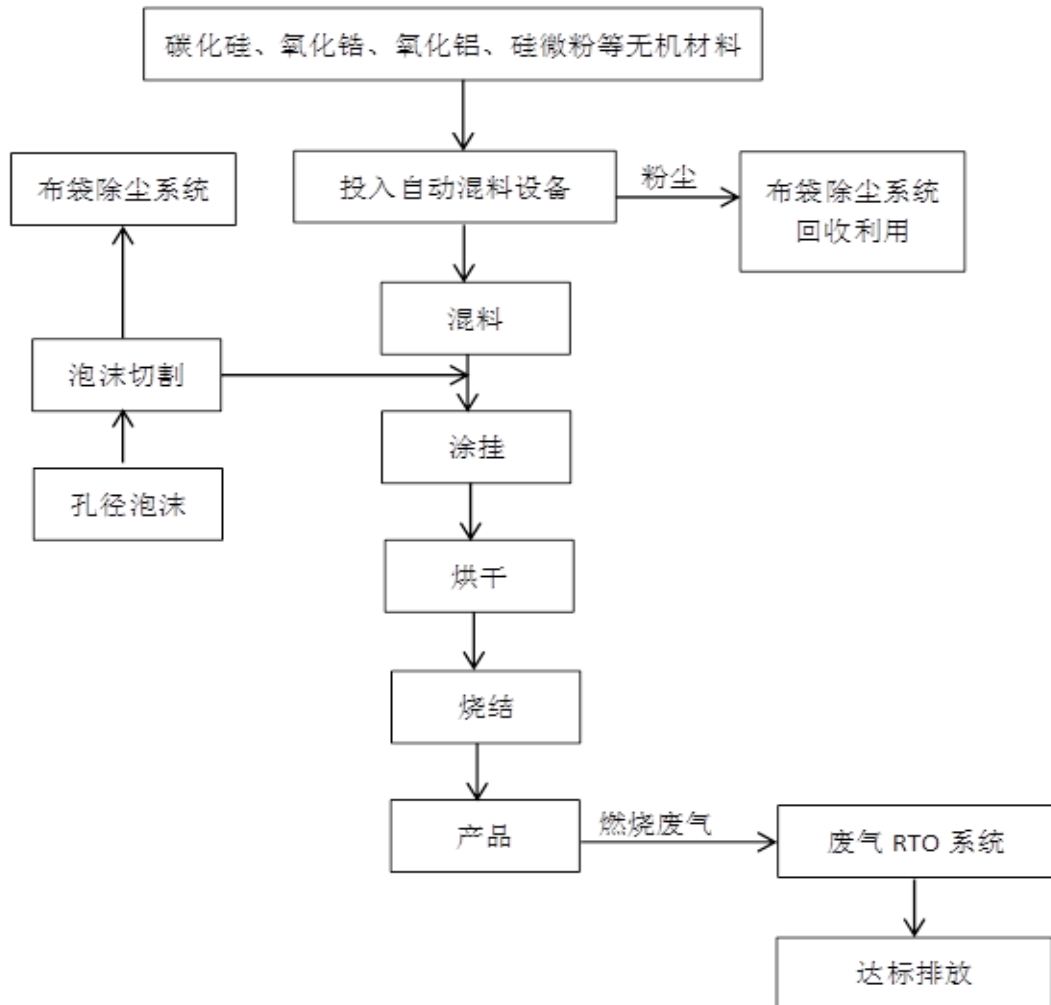 碳化硅、氧化锆、氧化铝、硅微粉等无机材料
布袋除尘系统
投入自动混料设备
粉尘
布袋除尘系统
回收利用
混料
泡沫切割
涂挂
孔径泡沫
烘干
烧结
产品
燃烧废气
废气 RTO 系统
达标排放